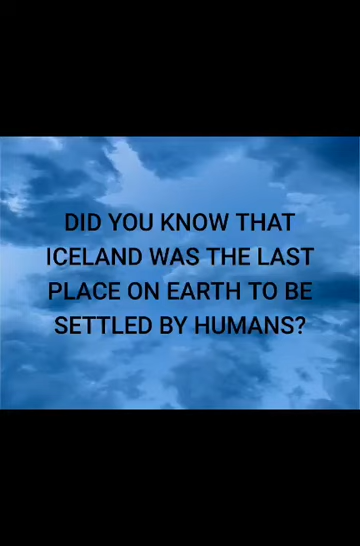 DID YOU KNOW THAT
ICELAND WAS THE LAST
PLACE ON EARTH TO BE
SETTLED BY HUMANS?